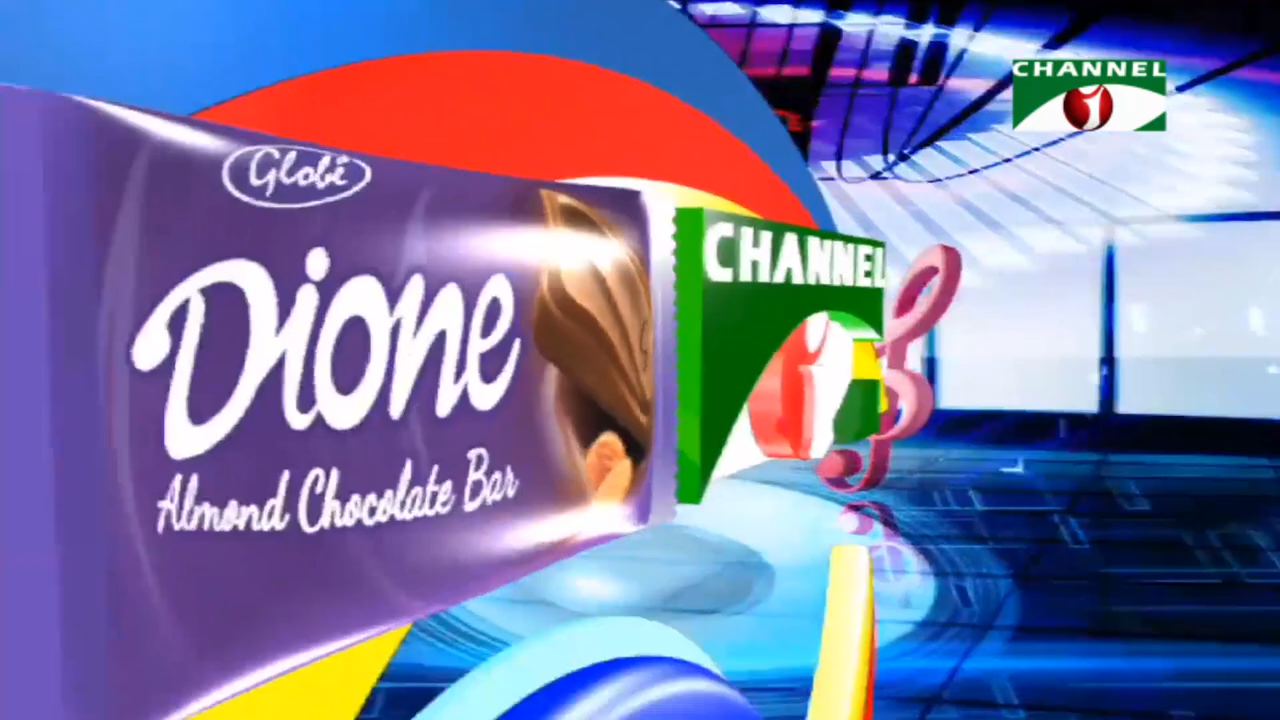 Globe
Dione
Almond Chocolate Bar
CHANNEL
i
CHANNEL
i